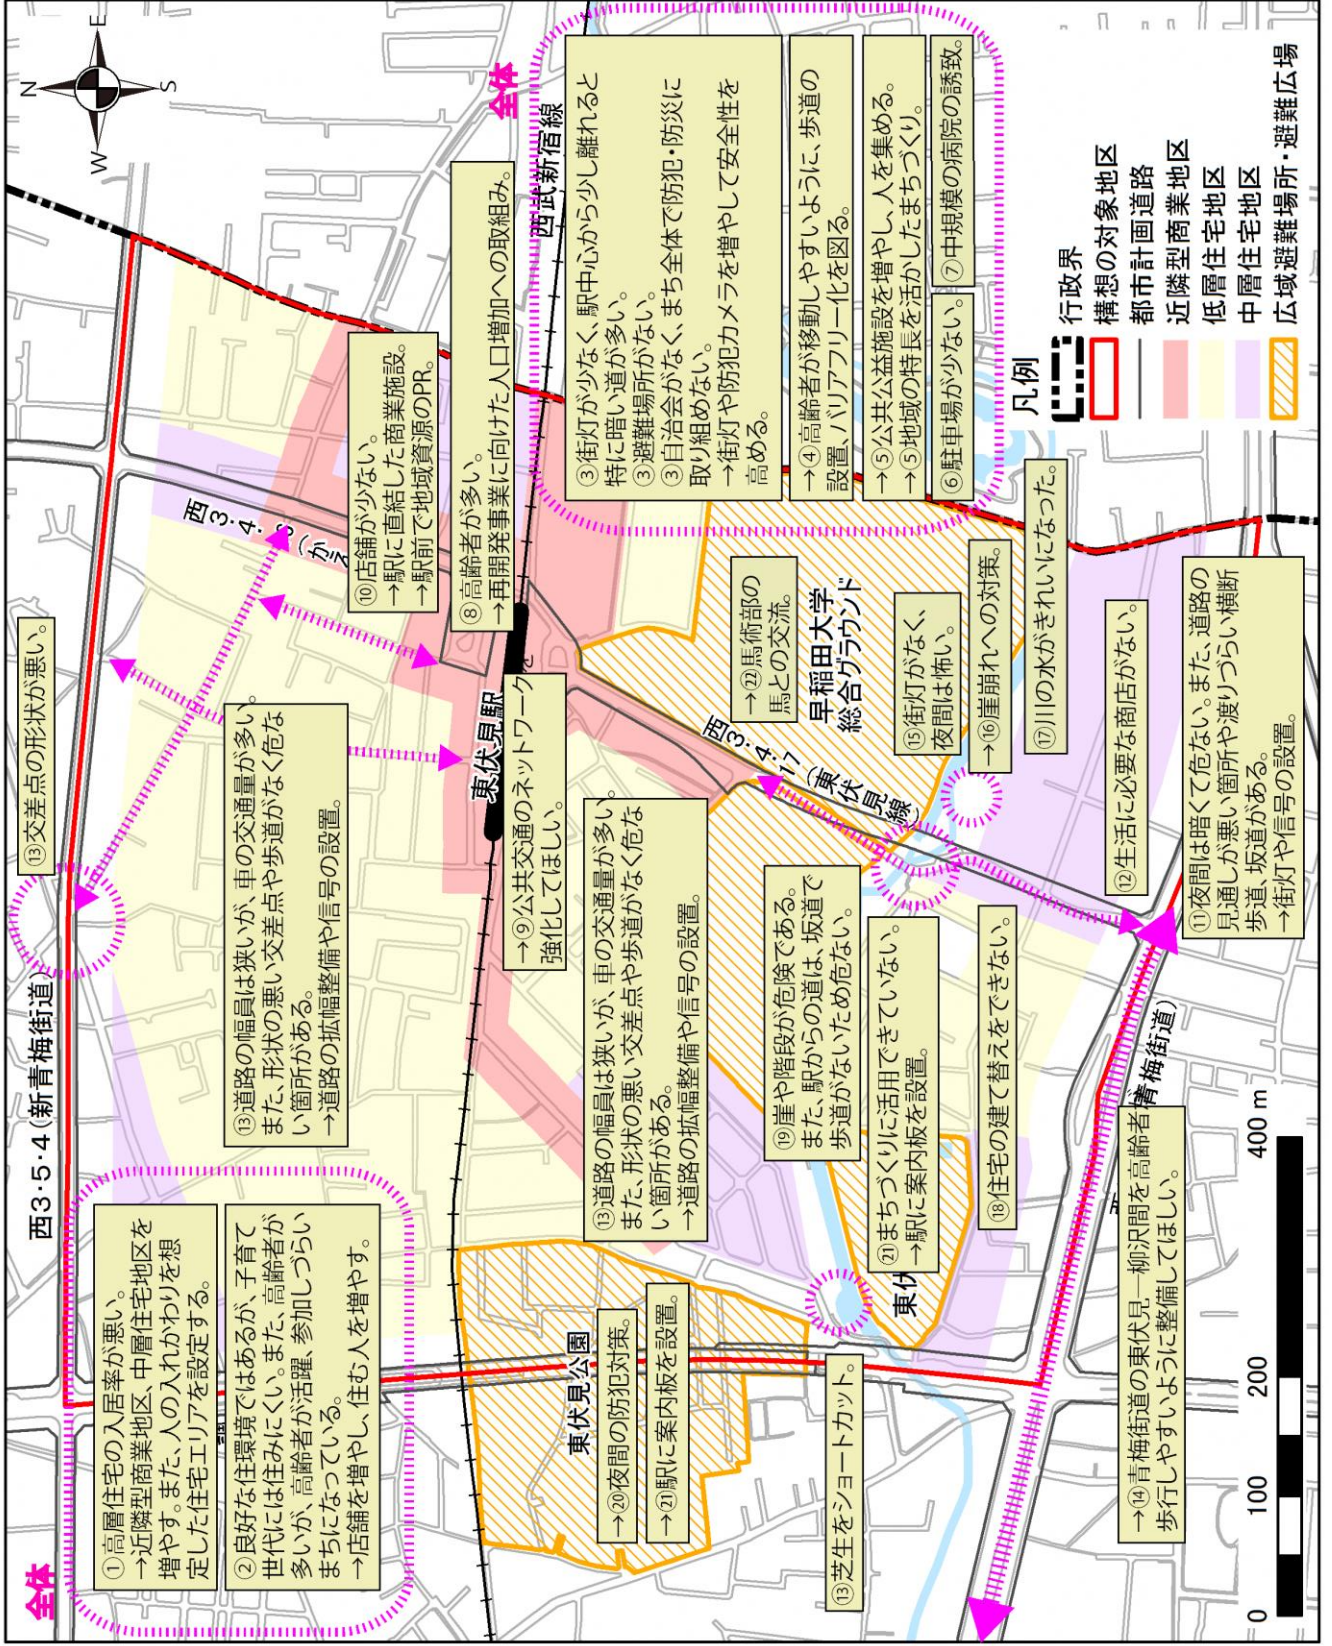 全体
①高層住宅の入居率が悪い。
→近隣型商業地区、中層住宅地区を
増やす。また、人の入れかわりを想
定した住宅エリアを設定する。
②良好な住環境ではあるが、子育て
世代には住みにくい。また、高齢者が
多いが、高齢者が活躍、参加しづらい
まちになっている。
→店舗を増やし、住む人を増やす。
西3・5・4(新青梅街道)
⑬交差点の形状が悪い。
N
W
E
S
⑬道路の幅員は狭いが、車の交通量が多い。
また、形状の悪い交差点や歩道がなく危な
い箇所がある。
→道路の拡幅整備や信号の設置。
西3・4・
⑩店舗が少ない。
→駅に直結した商業施設。
→駅前で地域資源のPR。
⑧高齢者が多い。
→再開発事業に向けた人口増加への取組み。
西武新宿線
東伏見駅
→⑨公共交通のネットワークを
強化してほしい。
全体
③街灯が少なく、駅中心から少し離れると
特に暗い道が多い。
③避難場所がない。
③自治会がなく、まち全体で防犯・防災に
取り組めない。
→街灯や防犯カメラを増やして安全性を
高める。
→④高齢者が移動しやすいように、歩道の
設置、バリアフリー化を図る。
→⑤公共公益施設を増やし、人を集める。
→⑤地域の特長を活かしたまちづくり。
⑥駐車場が少ない。
⑦中規模の病院の誘致。
⑬道路の幅員は狭いが、車の交通量が多い。
また、形状の悪い交差点や歩道がなく危な
い箇所がある。
→道路の拡幅整備や信号の設置。
西3・4・17(東伏見線)
→㉒馬術部の
馬との交流。
早稲田大学
総合グラウンド
⑮街灯がなく、
夜間は怖い。
→⑯崖崩れへの対策。
⑰川の水がきれいになった。
東伏見公園
→⑳夜間の防犯対策。
→㉑駅に案内板を設置。
⑬芝生をショートカット。
⑲崖や階段が危険である。
また、駅からの道は、坂道で
歩道がないため危ない。
㉑まちづくりに活用できていない。
→駅に案内板を設置。
東伏
⑱住宅の建て替えをできない。
⑫生活に必要な商店がない。
⑪夜間は暗くて危ない。また、道路の
見通しが悪い箇所や渡りづらい横断
歩道、坂道がある。
→街灯や信号の設置。
青梅街道)
→⑭青梅街道の東伏見―柳沢間を高齢者が
歩行しやすいように整備してほしい。
凡例
行政界
構想の対象地区
都市計画道路
近隣型商業地区
低層住宅地区
中層住宅地区
広域避難場所・避難広場
0 100 200 400 m